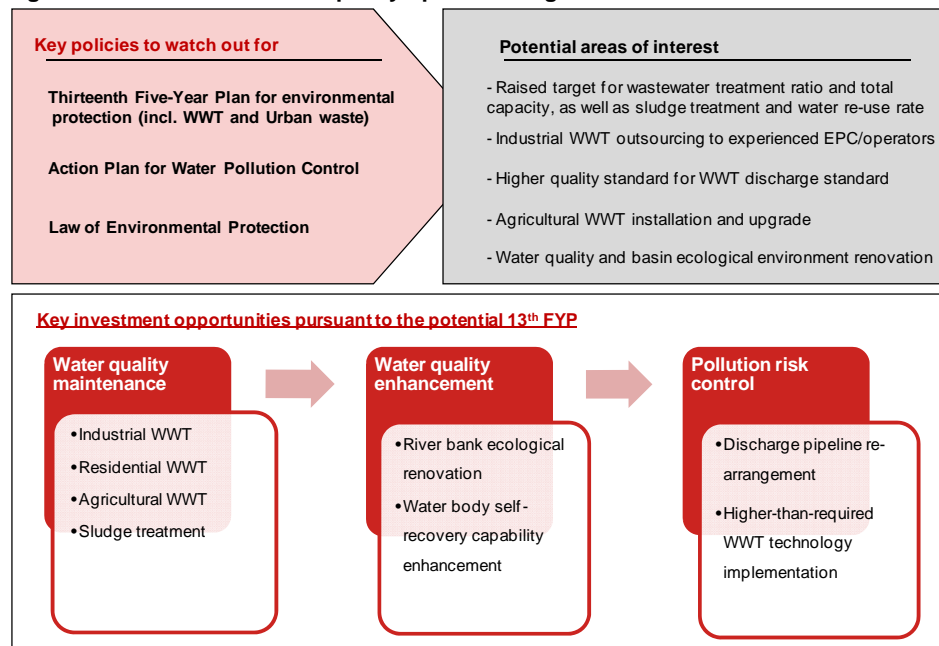 Key policies to watch out for
Thirteenth Five-Year Plan for environmental
protection (incl. WWT and Urban waste)
Action Plan for Water Pollution Control
Law of Environmental Protection
Potential areas of interest
- Raised target for wastewater treatment ratio and total
capacity, as well as sludge treatment and water re-use rate
- Industrial WWT outsourcing to experienced EPC/operators
- Higher quality standard for WWT discharge standard
- Agricultural WWT installation and upgrade
- Water quality and basin ecological environment renovation
Key investment opportunities pursuant to the potential 13th FYP
Water quality
maintenance
•Industrial WWT
•Residential WWT
•Agricultural WWT
•Sludge treatment
Water quality
enhancement
•River bank ecological
renovation
•Water body self-
recovery capability
enhancement
Pollution risk
control
•Discharge pipeline re-
arrangement
•Higher-than-required
WWT technology
implementation